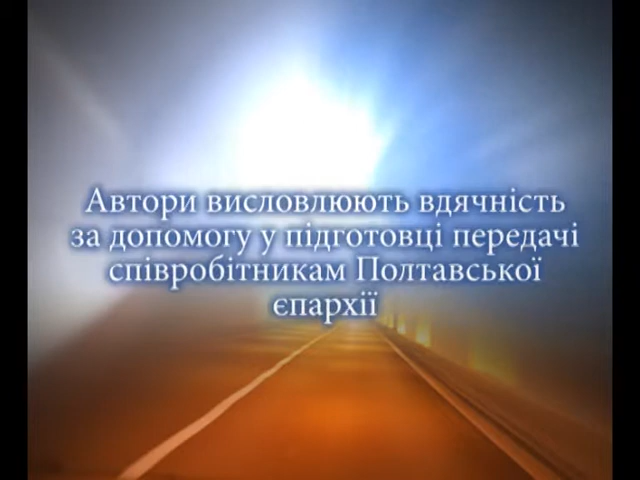 Автори висловлюють вдячність
за допомогу у підготовці передачі
співробітникам Полтавської
єпархії